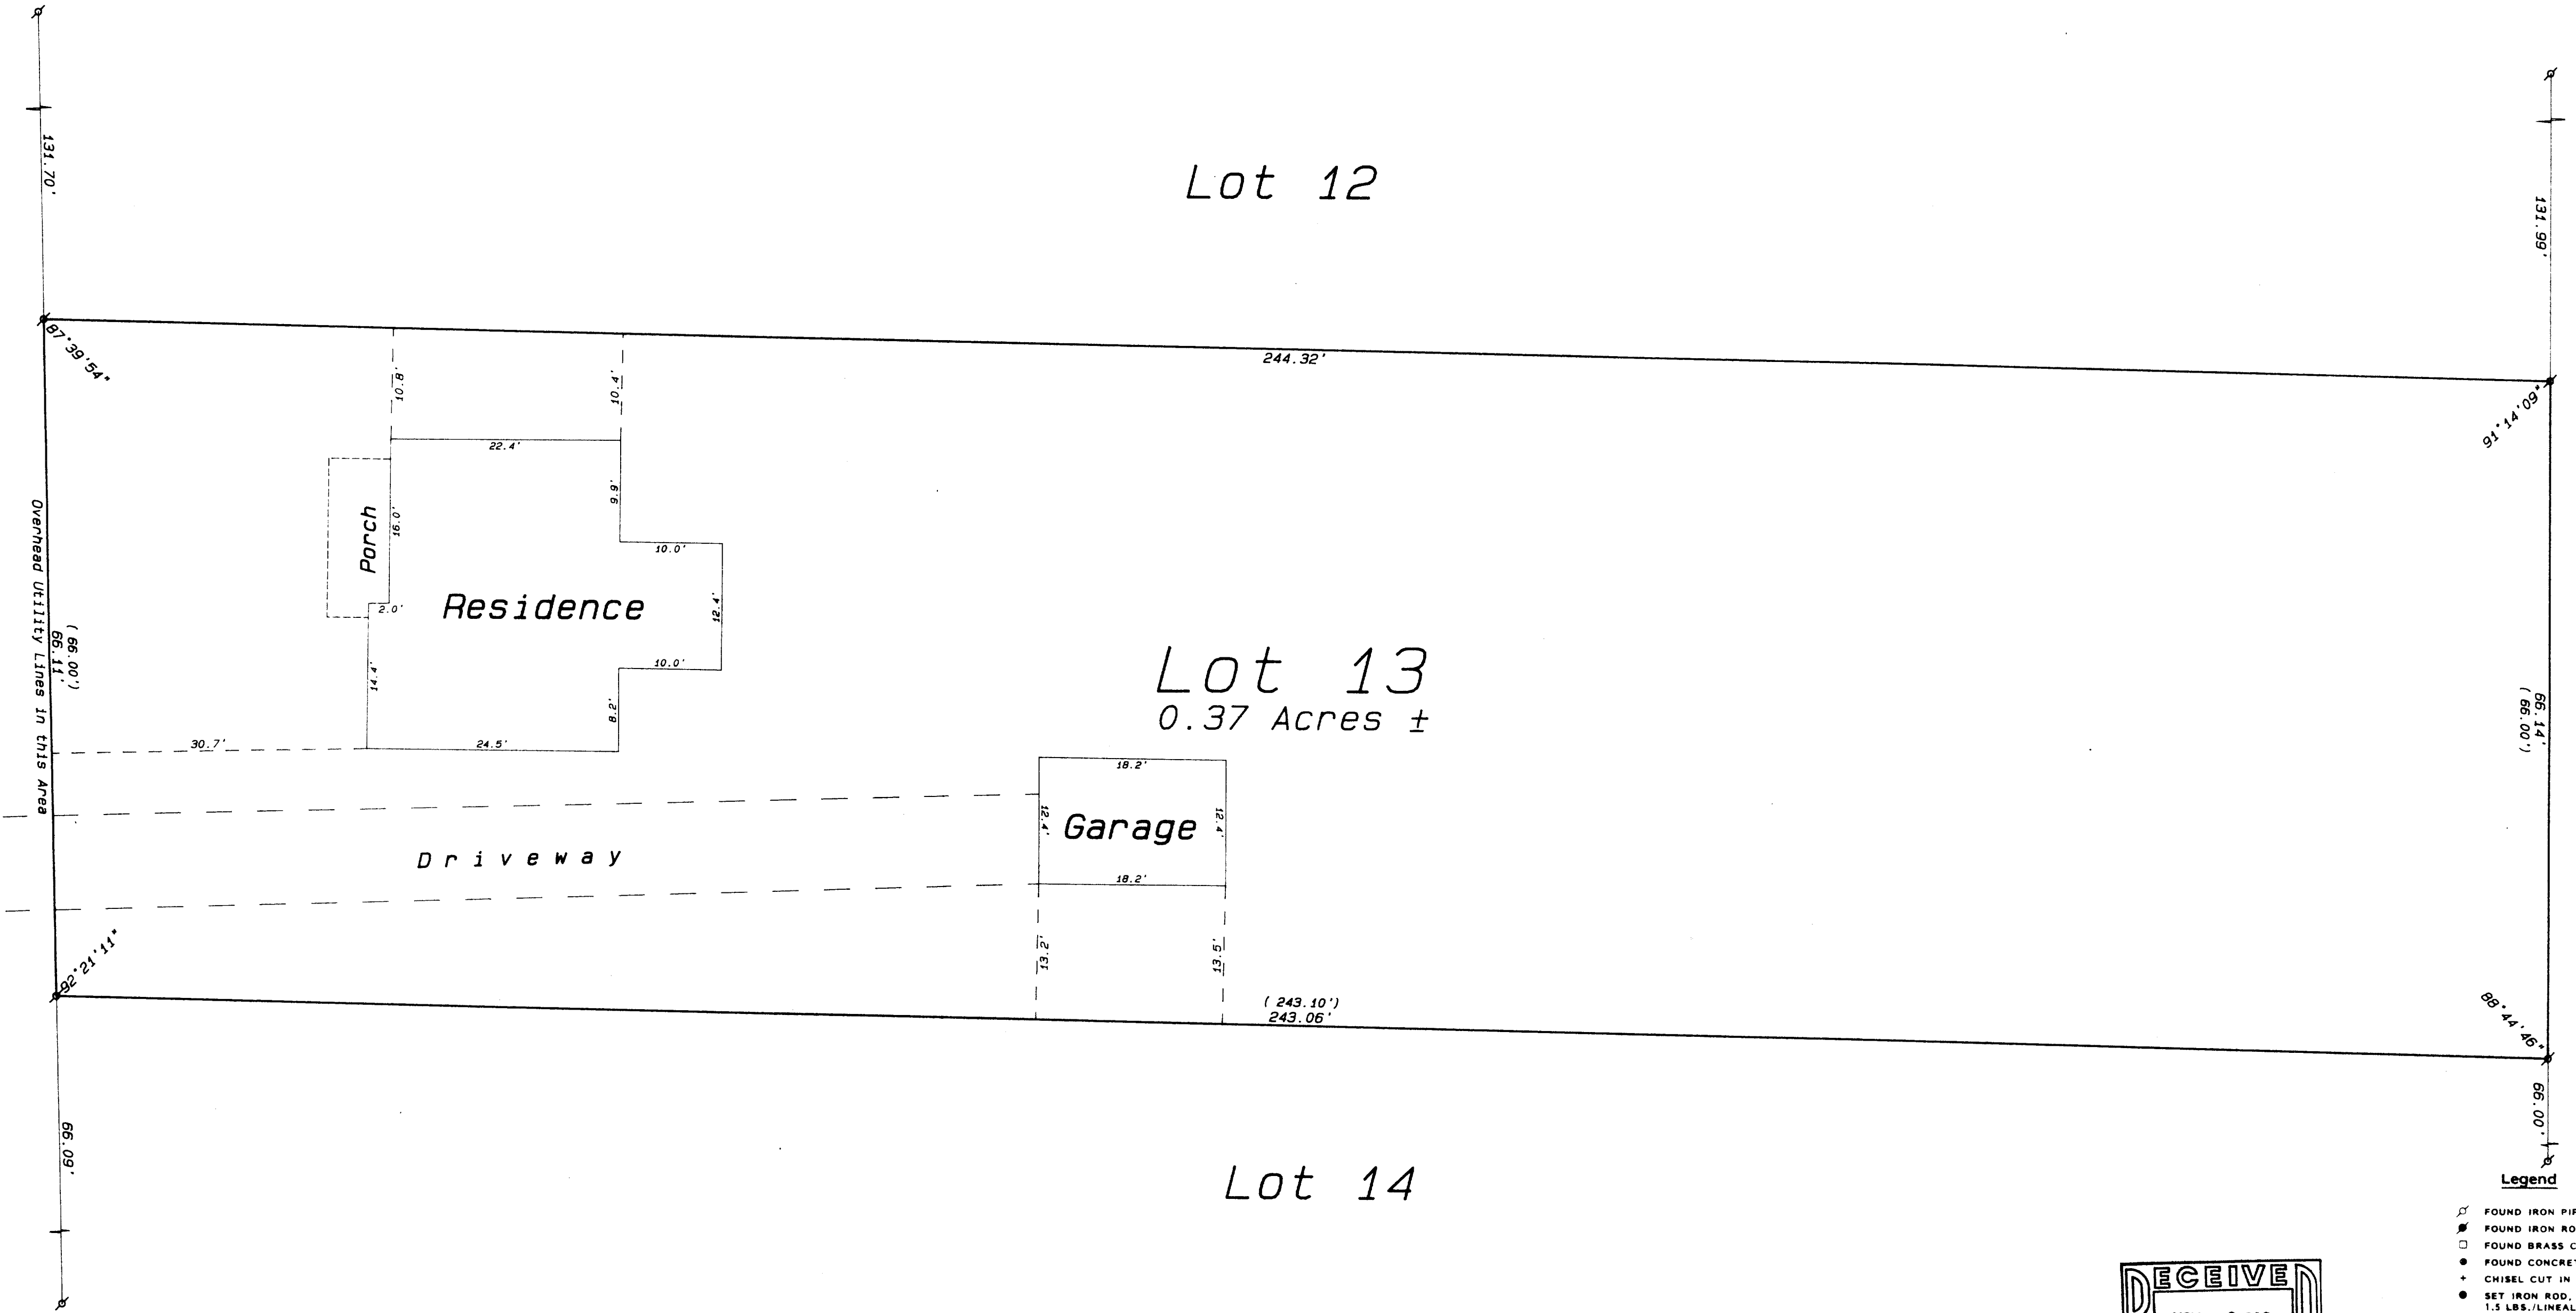 131.70'
131.99'
Lot 12
244.32'
87°39'54"
91°14'09"
10.8'
10.4'
22.4'
9.9'
Porch
16.0'
10.0'
2.0'
Residence
12.4'
Overhead Utility Lines in this Area
(66.00')
66.11'
14.4'
10.0'
8.2'
30.7'
24.5'
Lot 13
0.37 Acres ±
66.14'
(66.00')
18.2'
12.4'
Garage
12.4'
18.2'
Driveway
13.2'
13.5'
92°21'11"
(243.10')
243.06'
88°44'46"
66.09'
66.00'
Lot 14
Legend
FOUND IRON PIP
FOUND IRON RO
FOUND BRASS C
FOUND CONCRET
+ CHISEL CUT IN
SET IRON ROD,
1.5 LBS./LINEAL
RECEIVED